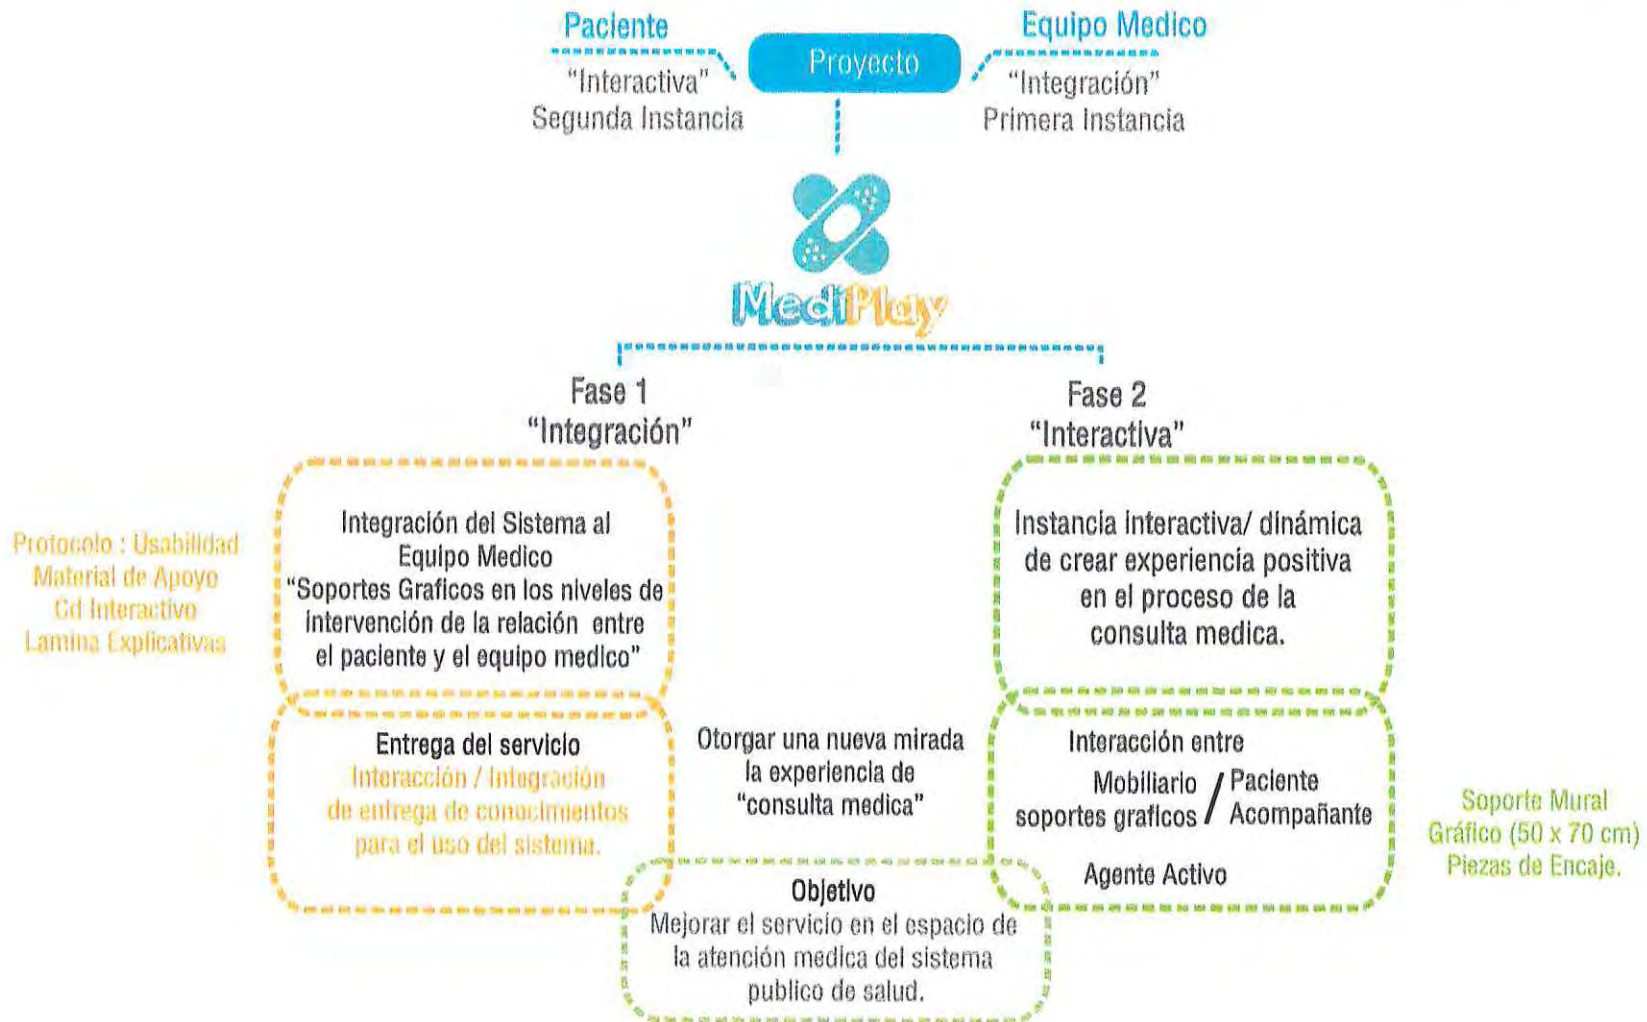 Paciente
"Interactiva"
Segunda Instancia
Proyecto
Equipo Medico
"Integración"
Primera Instancia
MediPlay
Fase 1
"Integración"
Fase 2
"Interactiva"
Protocolo : Usabilidad
Material de Apoyo
Cd Interactivo
Lamina Explicativas
Integración del Sistema al
Equipo Medico
"Soportes Graficos en los niveles de
intervención de la relación entre
el paciente y el equipo medico"
Instancia interactiva/ dinámica
de crear experiencia positiva
en el proceso de la
consulta medica.
Entrega del servicio
Interacción / Integración
de entrega de conocimientos
para el uso del sistema.
Otorgar una nueva mirada
la experiencia de
"consulta medica"
Interacción entre
Mobiliario / Paciente
soportes graficos / Acompañante
Agente Activo
Soporte Mural
Gráfico (50 x 70 cm)
Piezas de Encaje.
Objetivo
Mejorar el servicio en el espacio de
la atención medica del sistema
publico de salud.